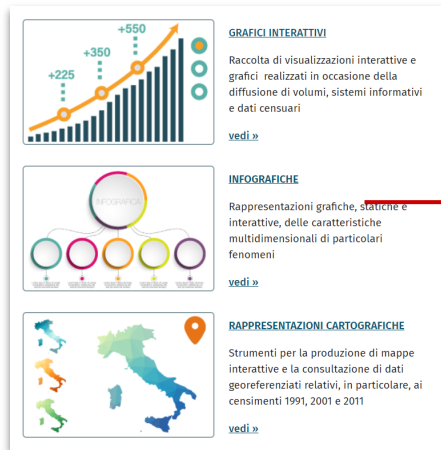 +550
+350
+225
GRAFICI INTERATTIVI
Raccolta di visualizzazioni interattive e
grafici realizzati in occasione della
diffusione di volumi, sistemi informativi
e dati censuari
vedi »
INFOGRAFICA
INFOGRAFICHE
Rappresentazioni grafiche, statiche e
interattive, delle caratteristiche
multidimensionali di particolari
fenomeni
vedi »
RAPPRESENTAZIONI CARTOGRAFICHE
Strumenti per la produzione di mappe
interattive e la consultazione di dati
georeferenziati relativi, in particolare, ai
censimenti 1991, 2001 e 2011
vedi »